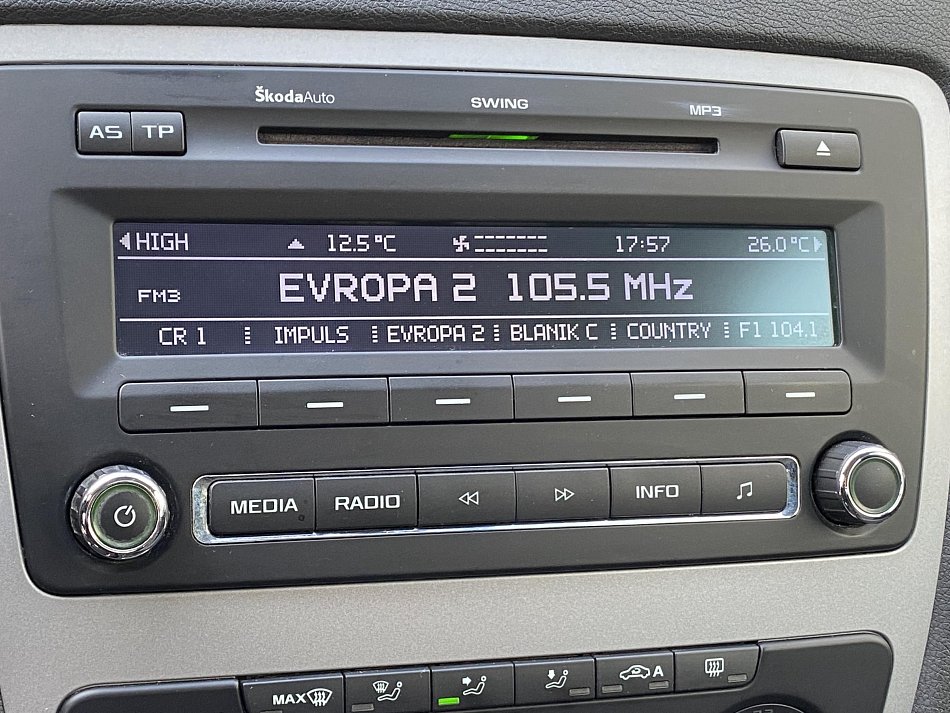 ŠkodaAuto SWING MP3
AS TP
HIGH 12.5°C 17:57 26.0°C
FM3 EVROPA 2 105.5 MHz
CR 1 IMPULS EVROPA 2 BLANIK C COUNTRY F1 104.1
MEDIA RADIO INFO
MAX A